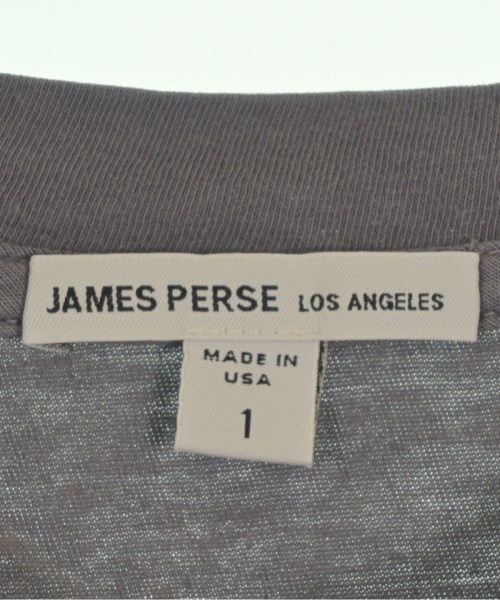 JAMES PERSE LOS ANGELES
MADE IN
USA
1